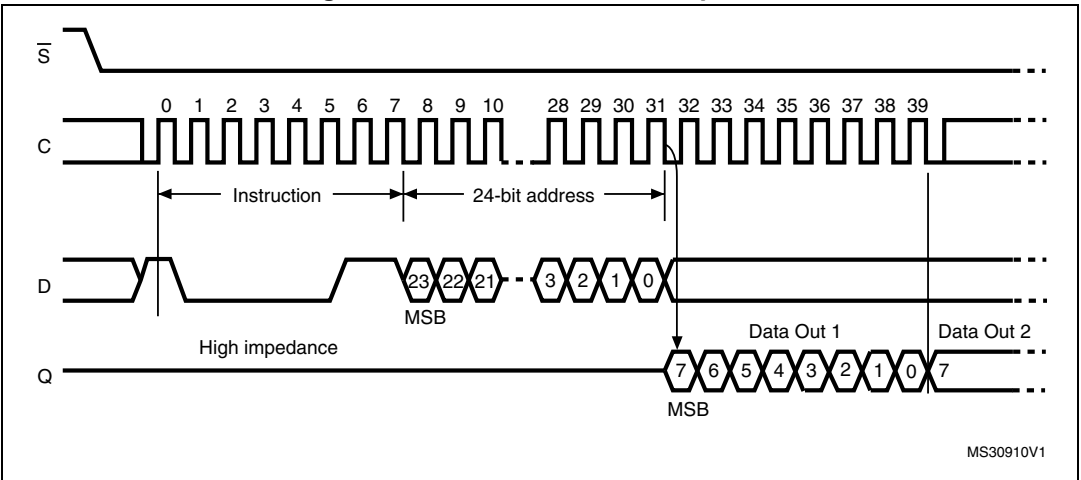 S
0 1 2 3 4 5 6 7 8 9 10 28 29 30 31 32 33 34 35 36 37 38 39
C
Instruction 24-bit address
D 23 22 21 3 2 1 0
MSB
High impedance Data Out 1 Data Out 2
Q 7 6 5 4 3 2 1 0 7
MSB
MS30910V1